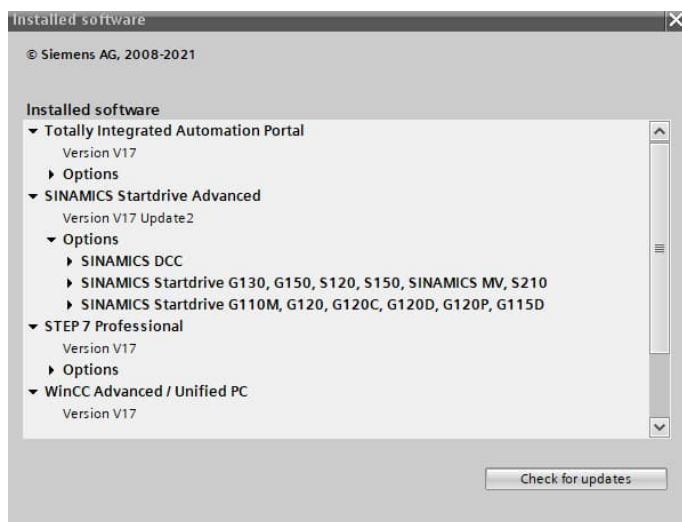 Installed software
© Siemens AG, 2008-2021
Installed software
Totally Integrated Automation Portal
Version V17
Options
SINAMICS Startdrive Advanced
Version V17 Update2
Options
SINAMICS DCC
SINAMICS Startdrive G130, G150, S120, S150, SINAMICS MV, S210
SINAMICS Startdrive G110M, G120, G120C, G120D, G120P, G115D
STEP 7 Professional
Version V17
Options
WinCC Advanced / Unified PC
Version V17
Check for updates